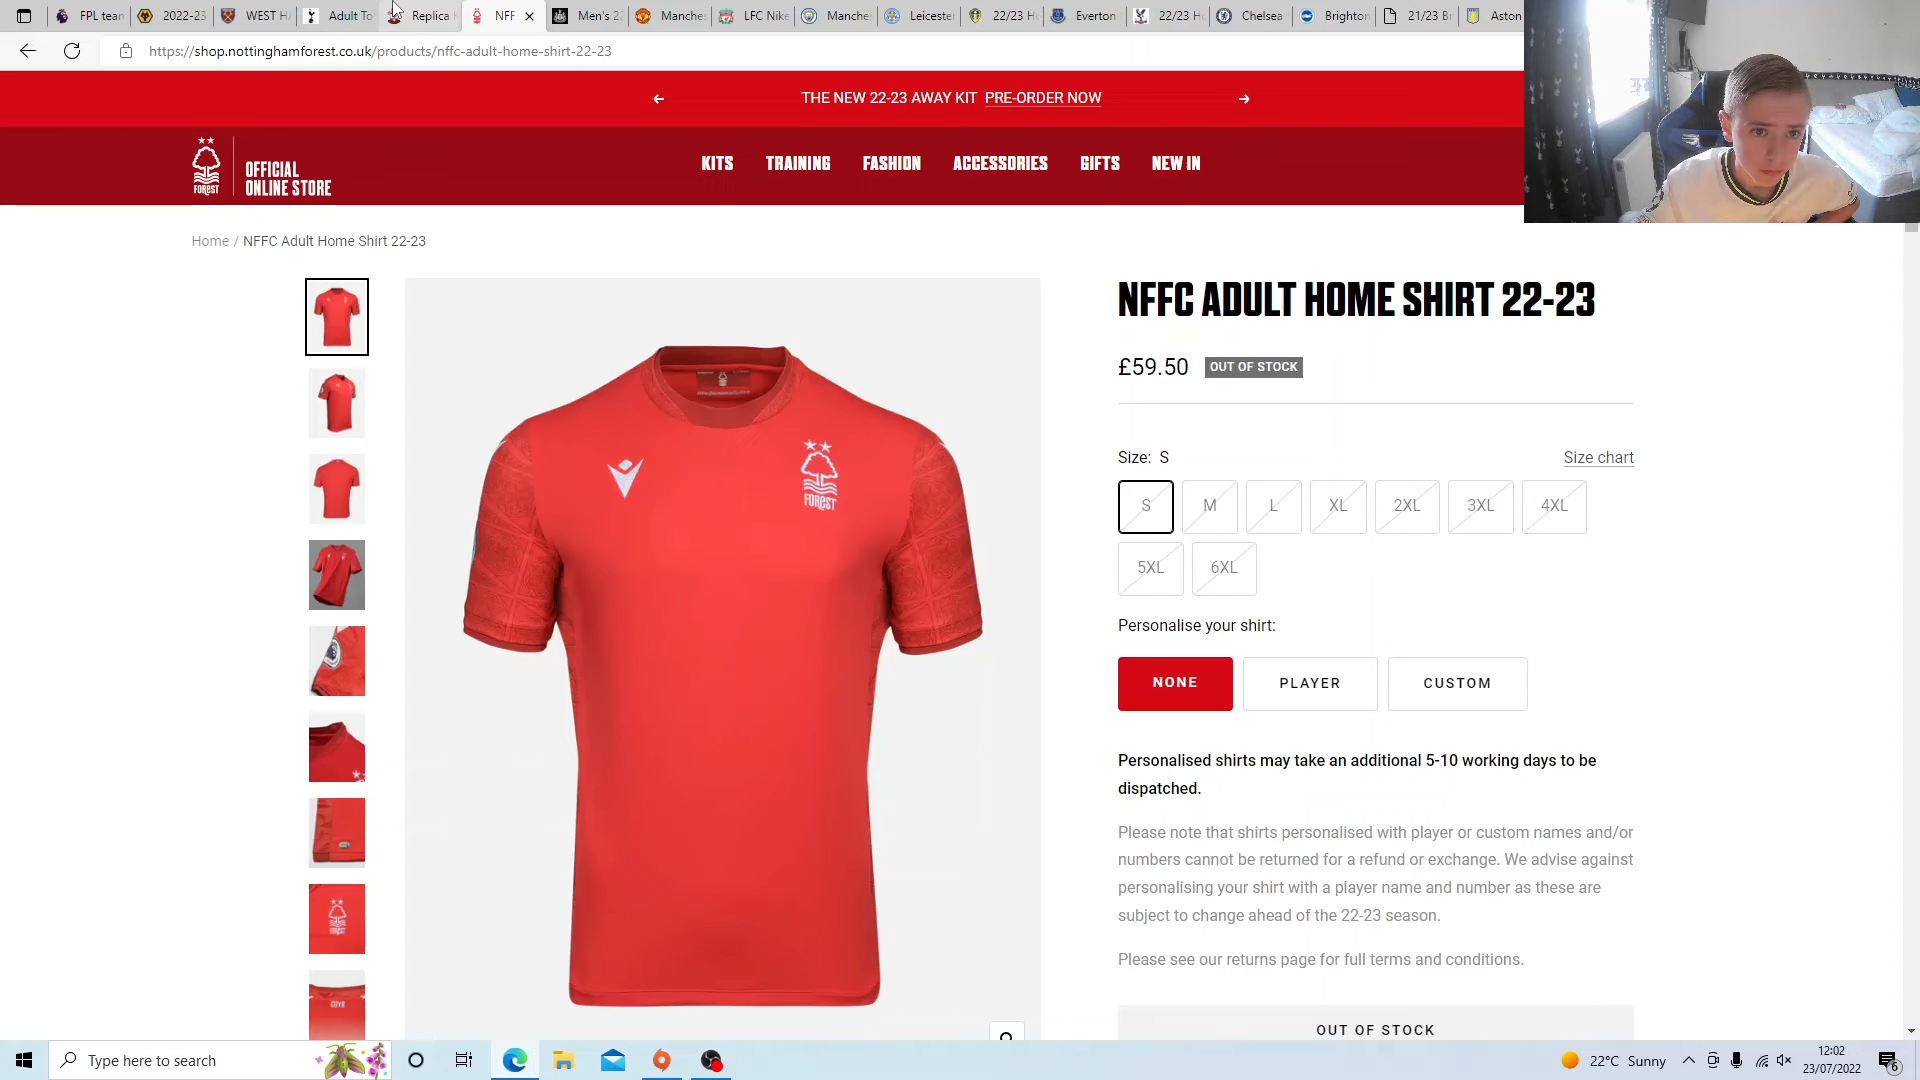 FPL team
2022-23
WEST H
Adult To
Replica
NFF
Men's 2
Manches
LFC Nike
Manche
Leiceste
22/23 H
Everton
22/23 H
Chelsea
Brighton
21/23 B
Aston
https://shop.nottinghamforest.co.uk/products/nffc-adult-home-shirt-22-23
THE NEW 22-23 AWAY KIT PRE-ORDER NOW
FOREST
OFFICIAL
ONLINE STORE
KITS TRAINING FASHION ACCESSORIES GIFTS NEW IN
Home / NFFC Adult Home Shirt 22-23
NFFC ADULT HOME SHIRT 22-23
£59.50 OUT OF STOCK
Size: S Size chart
S M L XL 2XL 3XL 4XL
5XL 6XL
FOREST
Personalise your shirt:
NONE PLAYER CUSTOM
Personalised shirts may take an additional 5-10 working days to be
dispatched.
Please note that shirts personalised with player or custom names and/or
numbers cannot be returned for a refund or exchange. We advise against
personalising your shirt with a player name and number as these are
subject to change ahead of the 22-23 season.
Please see our returns page for full terms and conditions.
OUT OF STOCK
Type here to search
22°C Sunny
12:02
23/07/2022
6